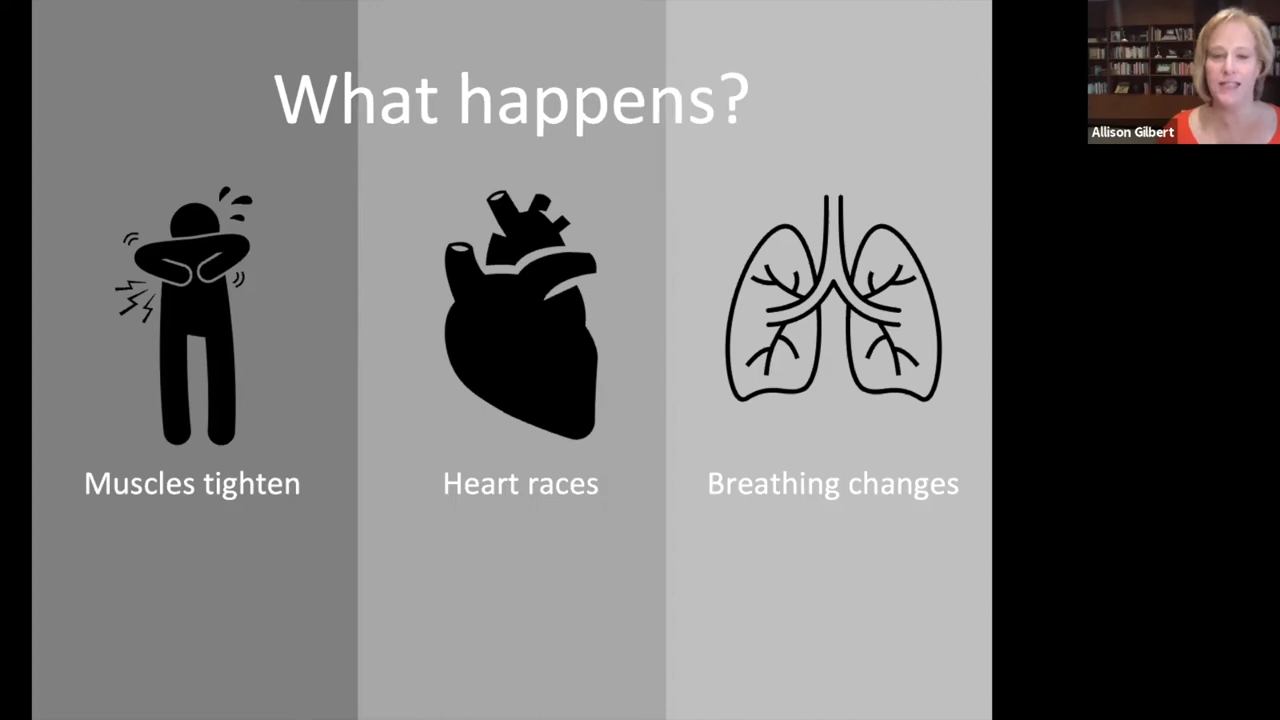 What happens?
Allison Gilbert
Muscles tighten
Heart races
Breathing changes